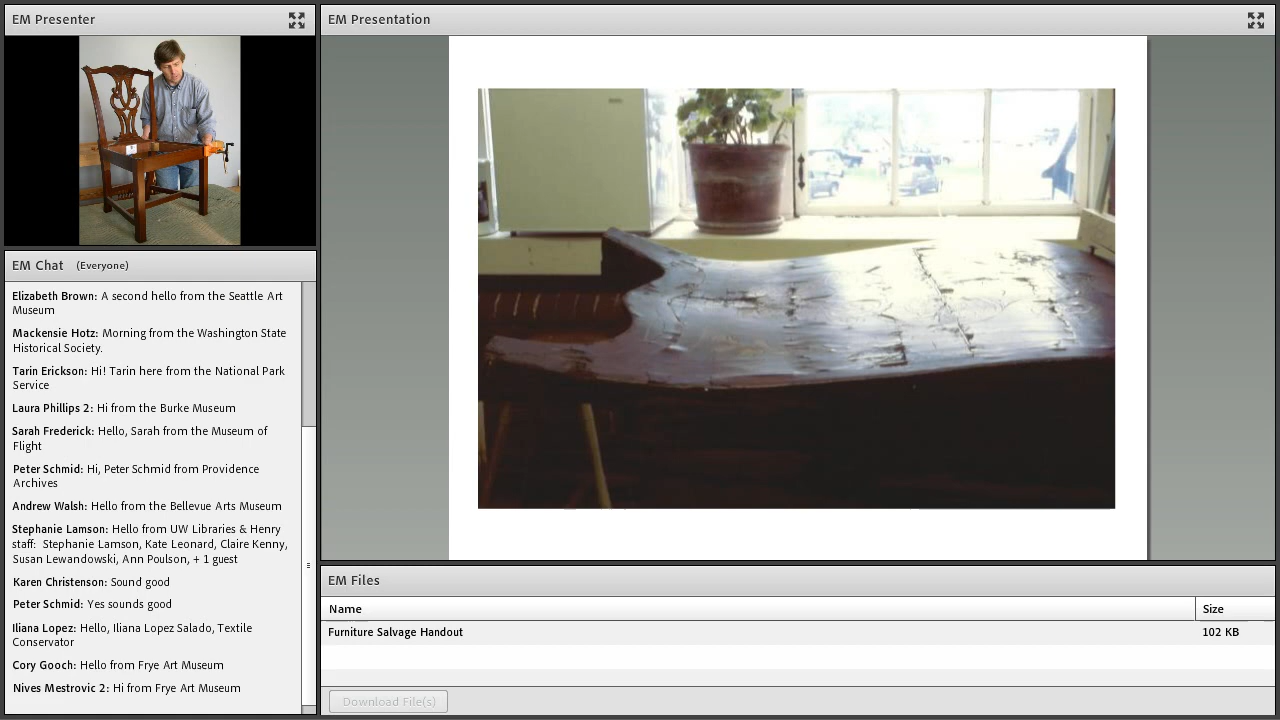 EM Presenter
EM Presentation
EM Chat (Everyone)
Elizabeth Brown: A second hello from the Seattle Art
Museum
Mackensie Hotz: Morning from the Washington State
Historical Society.
Tarin Erickson: Hi! Tarin here from the National Park
Service
Laura Phillips 2: Hi from the Burke Museum
Sarah Frederick: Hello, Sarah from the Museum of
Flight
Peter Schmid: Hi, Peter Schmid from Providence
Archives
Andrew Walsh: Hello from the Bellevue Arts Museum
Stephanie Lamson: Hello from UW Libraries & Henry
staff: Stephanie Lamson, Kate Leonard, Claire Kenny,
Susan Lewandowski, Ann Poulson, + 1 guest
Karen Christenson: Sound good
Peter Schmid: Yes sounds good
Iliana Lopez: Hello, Iliana Lopez Salado, Textile
Conservator
Cory Gooch: Hello from Frye Art Museum
Nives Mestrovic 2: Hi from Frye Art Museum
EM Files
Name Size
Furniture Salvage Handout 102 KB
Download File(s)